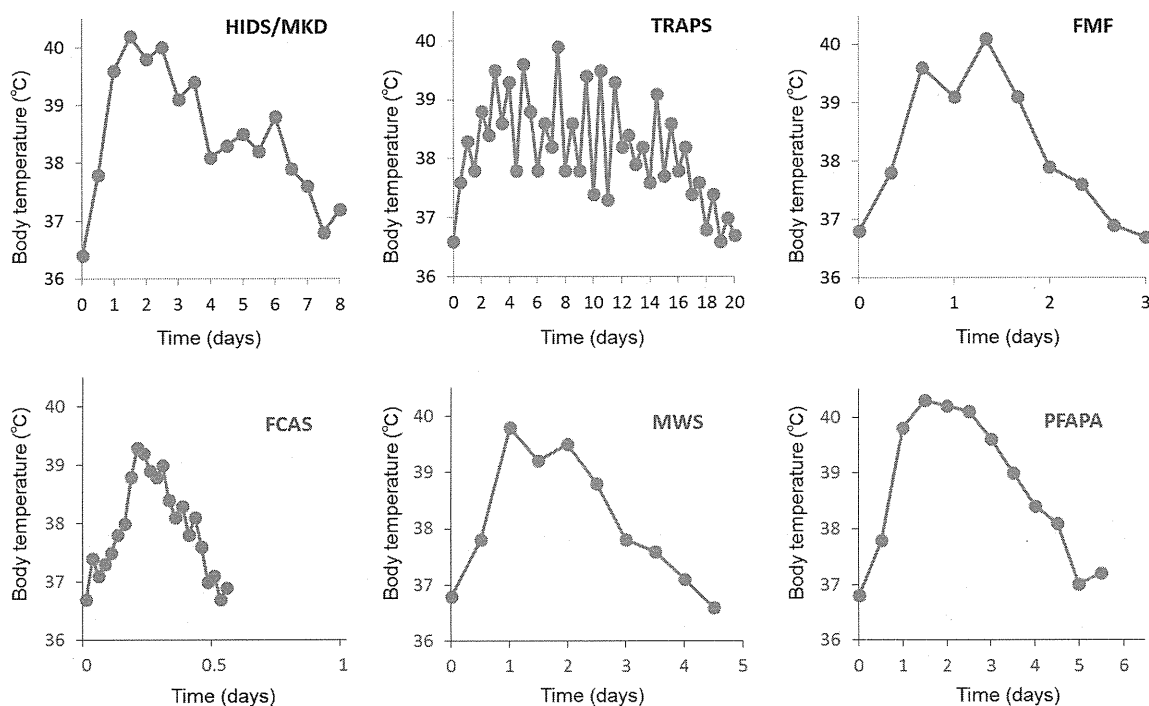 HIDS/MKD
Body temperature (°C)
40
39
38
37
36
0 1 2 3 4 5 6 7 8
Time (days)
TRAPS
Body temperature (°C)
40
39
38
37
36
0 2 4 6 8 10 12 14 16 18 20
Time (days)
FMF
Body temperature (°C)
40
39
38
37
36
0 1 2 3
Time (days)
FCAS
Body temperature (°C)
40
39
38
37
36
0 0.5 1
Time (days)
MWS
Body temperature (°C)
40
39
38
37
36
0 1 2 3 4 5
Time (days)
PFAPA
Body temperature (°C)
40
39
38
37
36
0 1 2 3 4 5 6
Time (days)